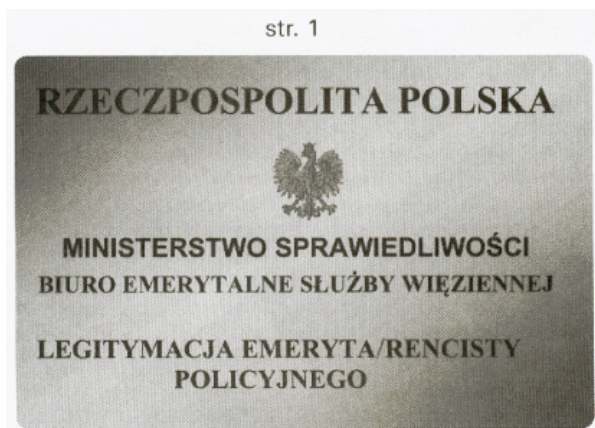 str. 1
RZECZPOSPOLITA POLSKA
MINISTERSTWO SPRAWIEDLIWOŚCI
BIURO EMERYTALNE SŁUŻBY WIĘZIENNEJ
LEGITYMACJA EMERYTA/RENCISTY
POLICYJNEGO